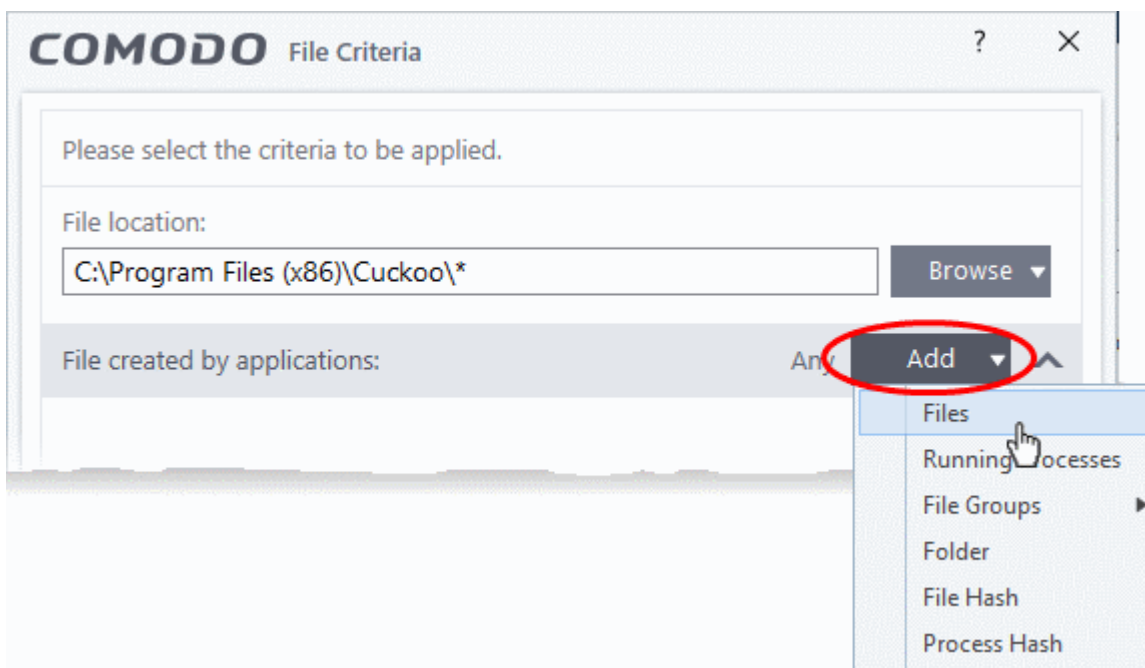 COMODO File Criteria ?
Please select the criteria to be applied.
File location:
C:\Program Files (x86)\Cuckoo\* Browse
File created by applications: Any Add
Files
Running Processes
File Groups
Folder
File Hash
Process Hash